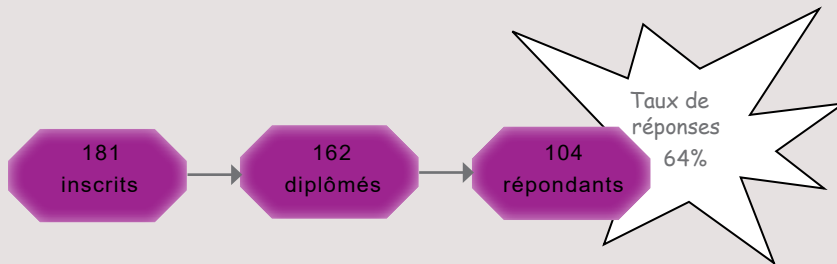 181
inscrits
162
diplômés
104
répondants
Taux de
réponses
64%